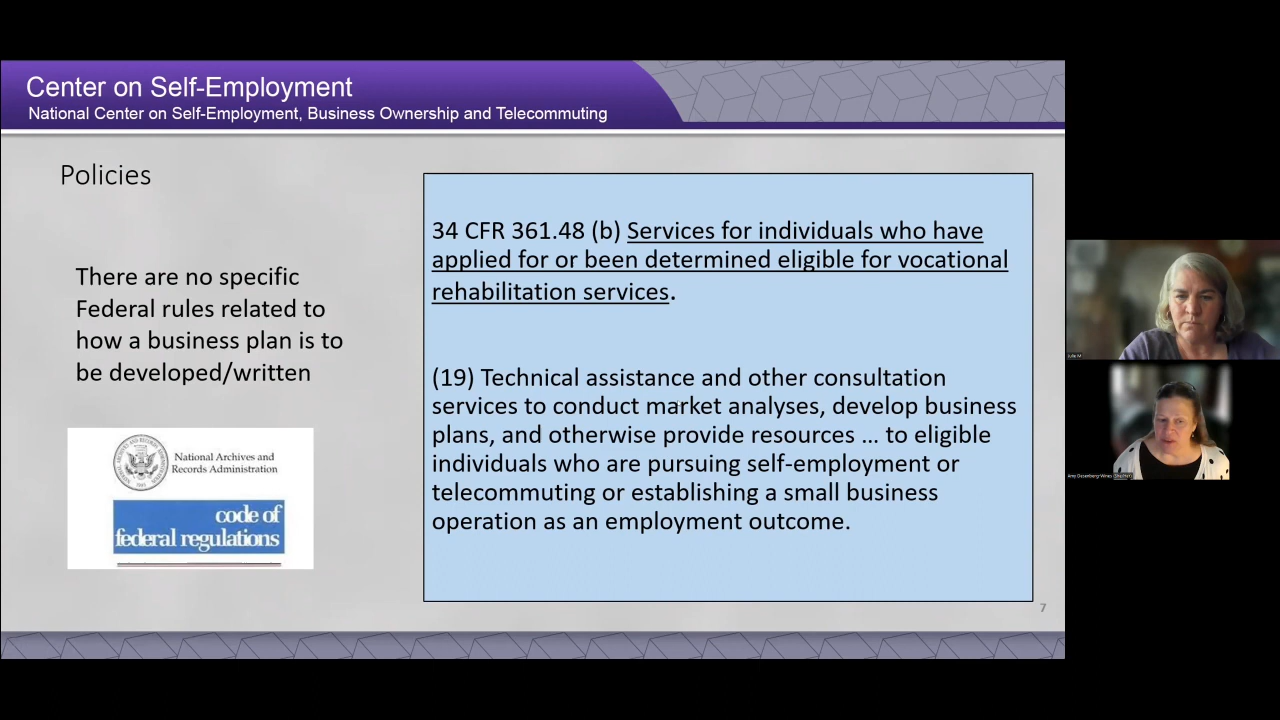 Center on Self-Employment
National Center on Self-Employment, Business Ownership and Telecommuting
Policies
There are no specific
Federal rules related to
how a business plan is to
be developed/written
National Archives and
Records Administration
code of
federal regulations
34 CFR 361.48 (b) Services for individuals who have
applied for or been determined eligible for vocational
rehabilitation services.
(19) Technical assistance and other consultation
services to conduct market analyses, develop business
plans, and otherwise provide resources … to eligible
individuals who are pursuing self-employment or
telecommuting or establishing a small business
operation as an employment outcome.
7
Julie M